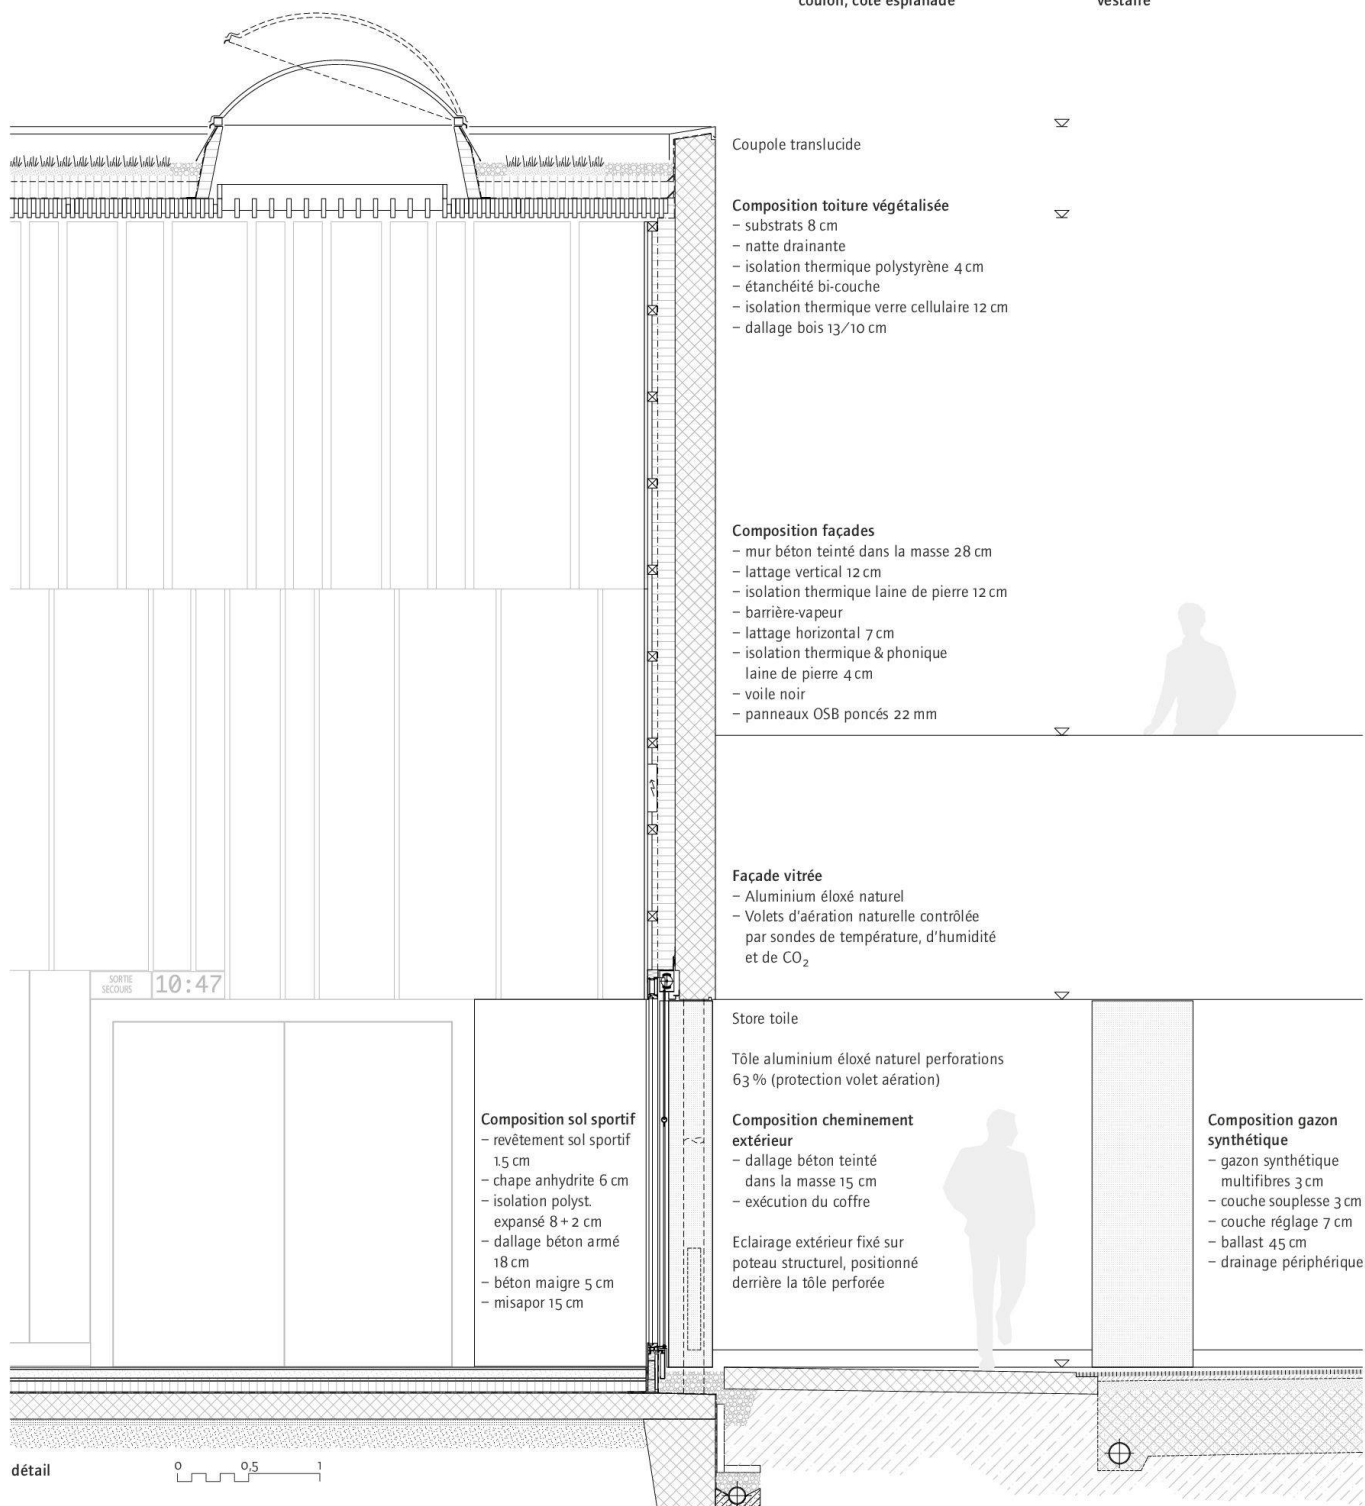 coulon, côté esplanade
vestaire
Coupole translucide
Composition toiture végétalisée
– substrats 8 cm
– natte drainante
– isolation thermique polystyrène 4 cm
– étanchéité bi-couche
– isolation thermique verre cellulaire 12 cm
– dallage bois 13/10 cm
Composition façades
– mur béton teinté dans la masse 28 cm
– lattage vertical 12 cm
– isolation thermique laine de pierre 12 cm
– barrière-vapeur
– lattage horizontal 7 cm
– isolation thermique & phonique
laine de pierre 4 cm
– voile noir
– panneaux OSB poncés 22 mm
Façade vitrée
– Aluminium éloxé naturel
– Volets d'aération naturelle contrôlée
par sondes de température, d'humidité
et de CO₂
SORTIE
SECOURS
10:47
Store toile
Tôle aluminium éloxé naturel perforations
63 % (protection volet aération)
Composition sol sportif
– revêtement sol sportif
1.5 cm
– chape anhydrite 6 cm
– isolation polyst.
expansé 8 + 2 cm
– dallage béton armé
18 cm
– béton maigre 5 cm
– misapor 15 cm
Composition cheminement
extérieur
– dallage béton teinté
dans la masse 15 cm
– exécution du coffre
Eclairage extérieur fixé sur
poteau structurel, positionné
derrière la tôle perforée
Composition gazon
synthétique
– gazon synthétique
multifibres 3 cm
– couche souplesse 3 cm
– couche réglage 7 cm
– ballast 45 cm
– drainage périphérique
détail
0 0,5 1